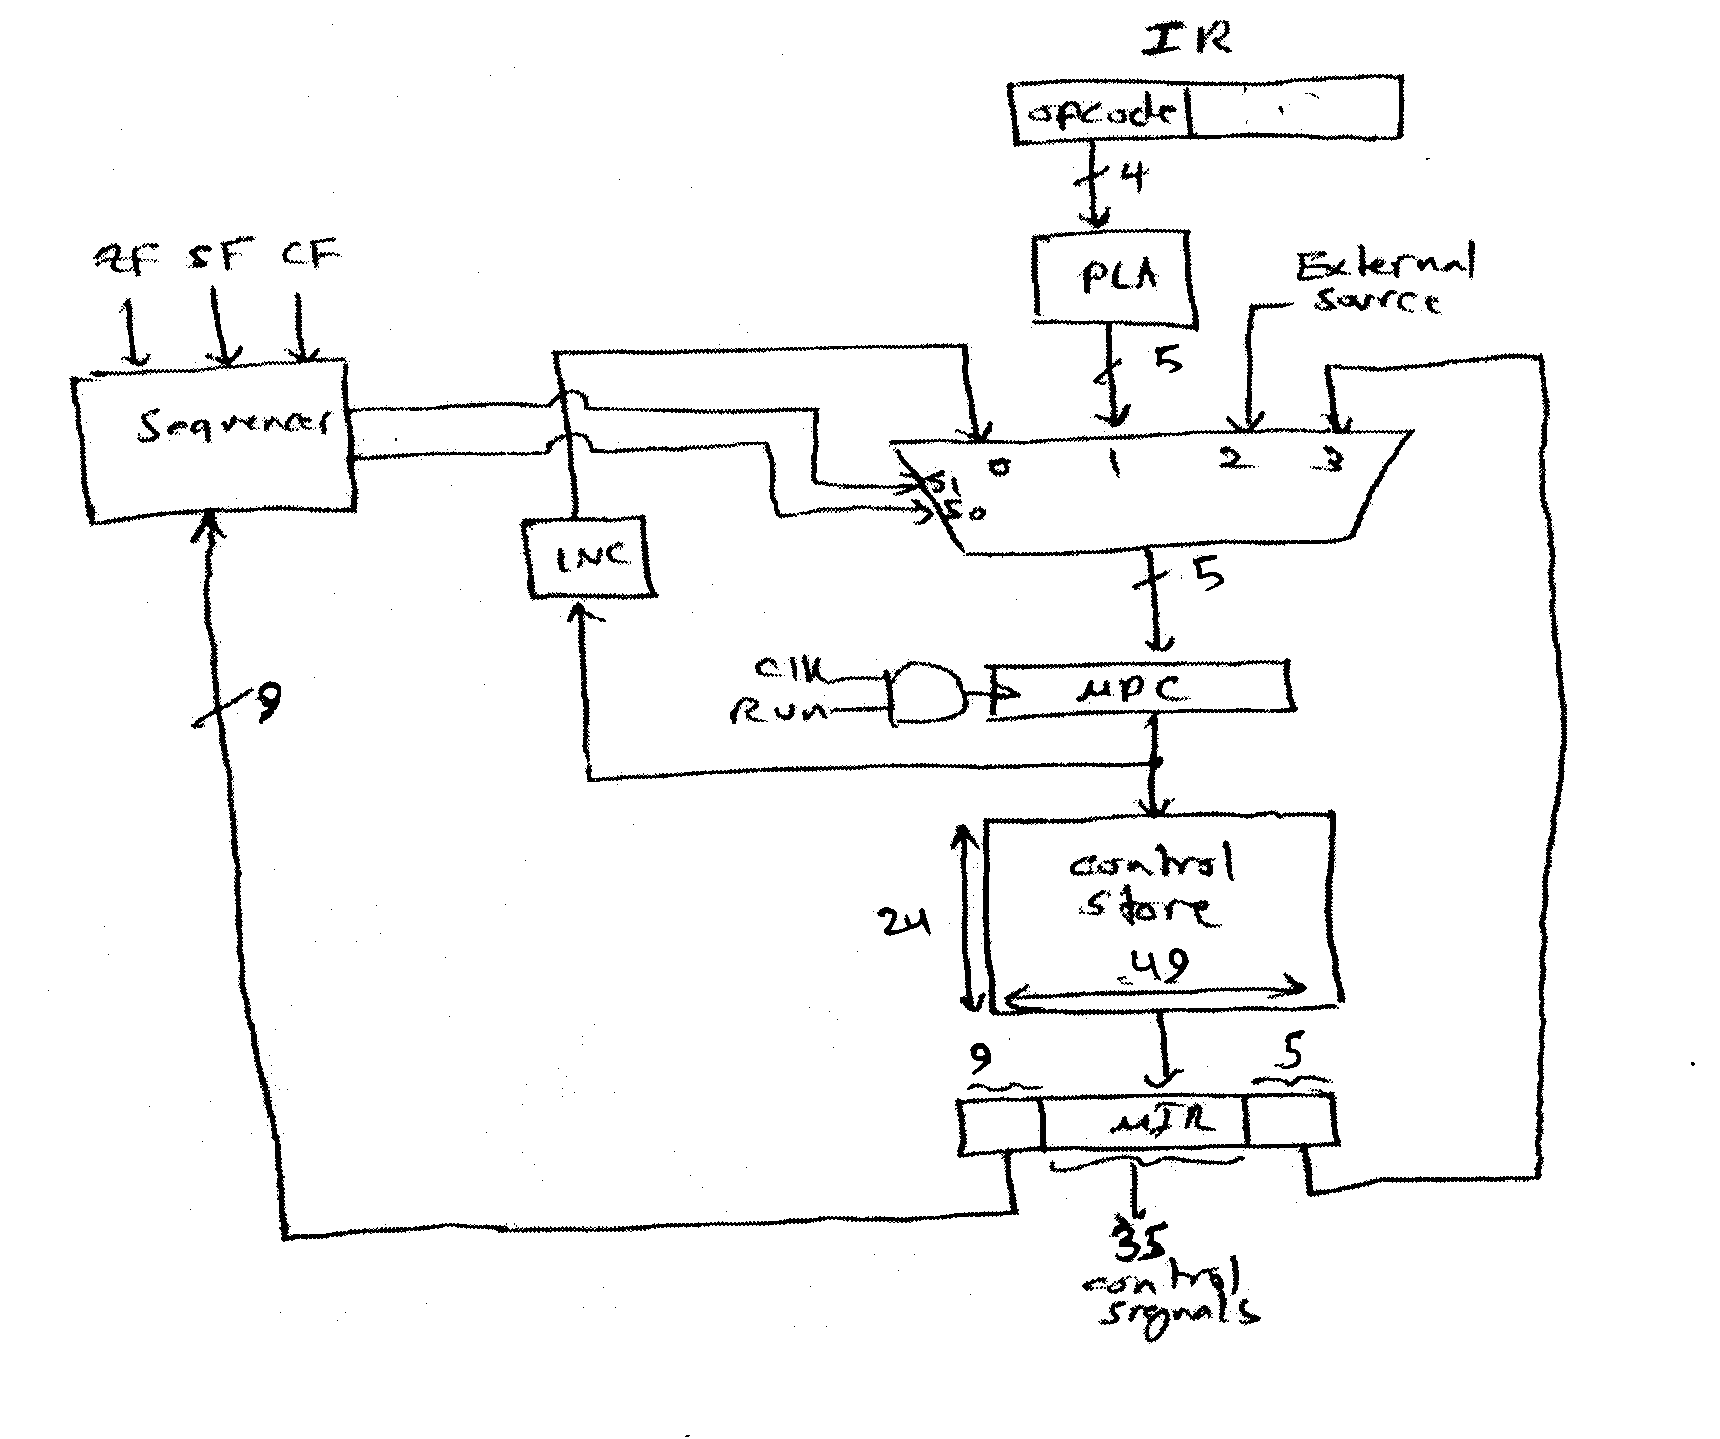 IR
opcode
4
PLA
ZF SF CF
External
source
5
Sequencer
0 1 2 3
S1
S0
INC
5
Clk
Run
μPC
9
control
store
24
49
9
5
μIR
35
control
signals